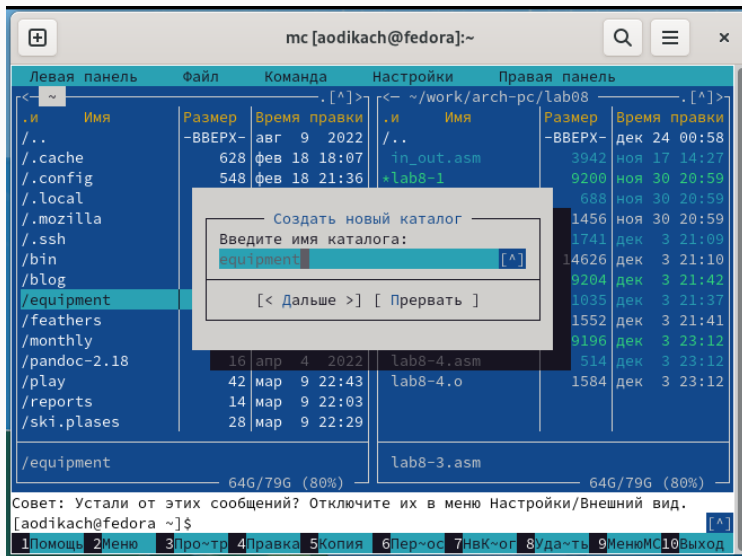 mc [aodikach@fedora]:~
Левая панель Файл Команда Настройки Правая панель
<— ~ .[^]> <— ~/work/arch-pc/lab08 .[^]>
.и Имя Размер Время правки .и Имя Размер Время правки
/.. -ВВЕРХ- авг 9 2022 /.. -ВВЕРХ- дек 24 00:58
/.cache 628 фев 18 18:07 in_out.asm 3942 ноя 17 14:27
/.config 548 фев 18 21:36 *lab8-1 9200 ноя 30 20:59
/.local 688 ноя 30 20:59
/.mozilla Создать новый каталог 1456 ноя 30 20:59
/.ssh Введите имя каталога: 1741 дек 3 21:09
/bin equipment [^] 14626 дек 3 21:10
/blog 9204 дек 3 21:42
/equipment [< Дальше >] [ Прервать ] 1035 дек 3 21:37
/feathers 1552 дек 3 21:41
/monthly 9196 дек 3 23:12
/pandoc-2.18 16 апр 4 2022 lab8-4.asm 514 дек 3 23:12
/play 42 мар 9 22:43 lab8-4.o 1584 дек 3 23:12
/reports 14 мар 9 22:03
/ski.plases 28 мар 9 22:29
/equipment lab8-3.asm
64G/79G (80%) 64G/79G (80%)
Совет: Устали от этих сообщений? Отключите их в меню Настройки/Внешний вид.
[aodikach@fedora ~]$ [^]
1Помощь 2Меню 3Про~тр 4Правка 5Копия 6Пер~ос 7НвК~ог 8Уда~ть 9МенюМС 10Выход